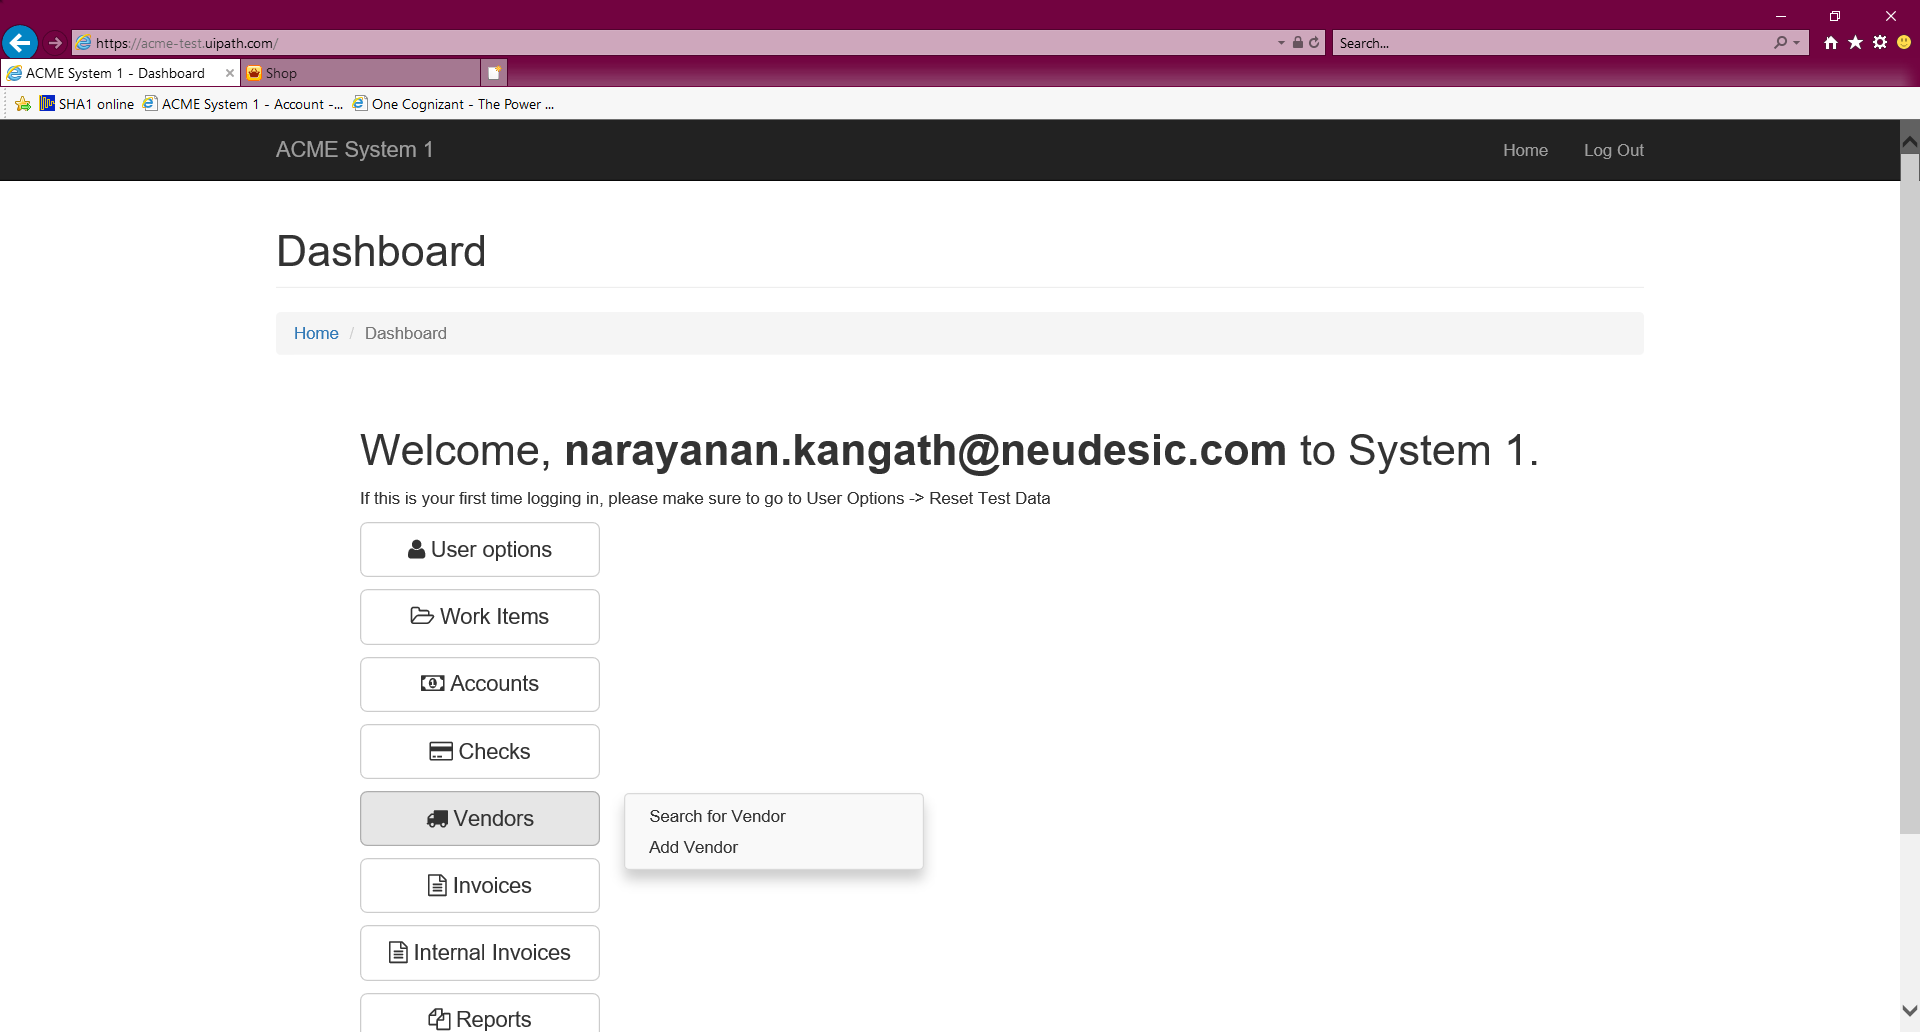 https://acme-test.uipath.com/
Search...
ACME System 1 - Dashboard
Shop
SHA1 online
ACME System 1 - Account -...
One Cognizant - The Power ...
ACME System 1
Home
Log Out
Dashboard
Home / Dashboard
Welcome, narayanan.kangath@neudesic.com to System 1.
If this is your first time logging in, please make sure to go to User Options -> Reset Test Data
User options
Work Items
Accounts
Checks
Vendors
Search for Vendor
Add Vendor
Invoices
Internal Invoices
Reports